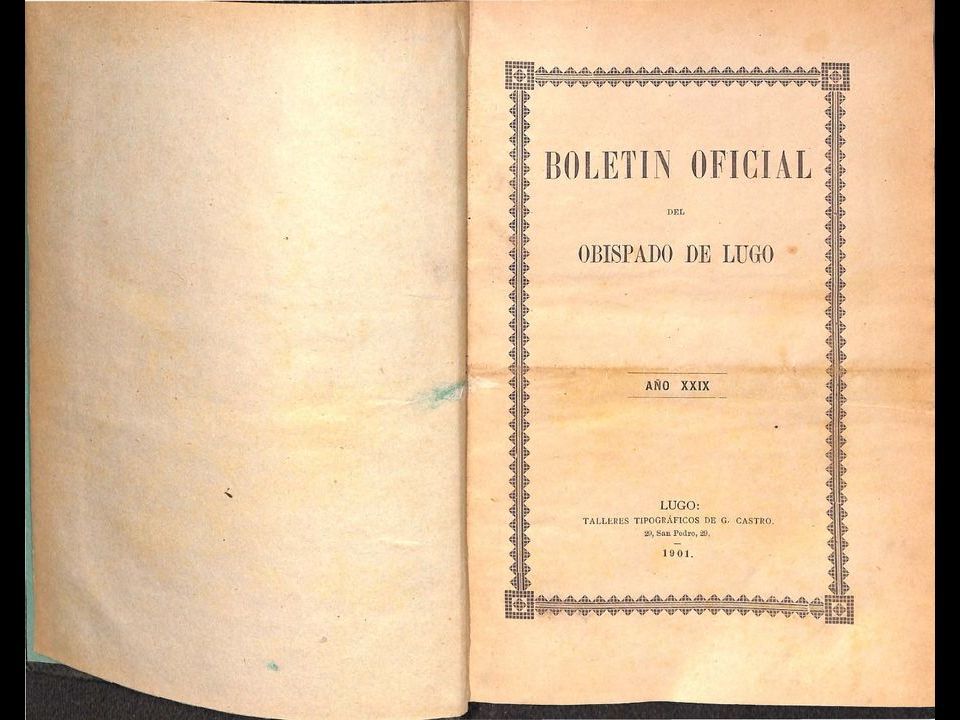 BOLETIN OFICIAL
DEL
OBISPADO DE LUGO
AÑO XXIX
LUGO:
TALLERES TIPOGRÁFICOS DE G. CASTRO.
29, San Pedro, 29.
1901.